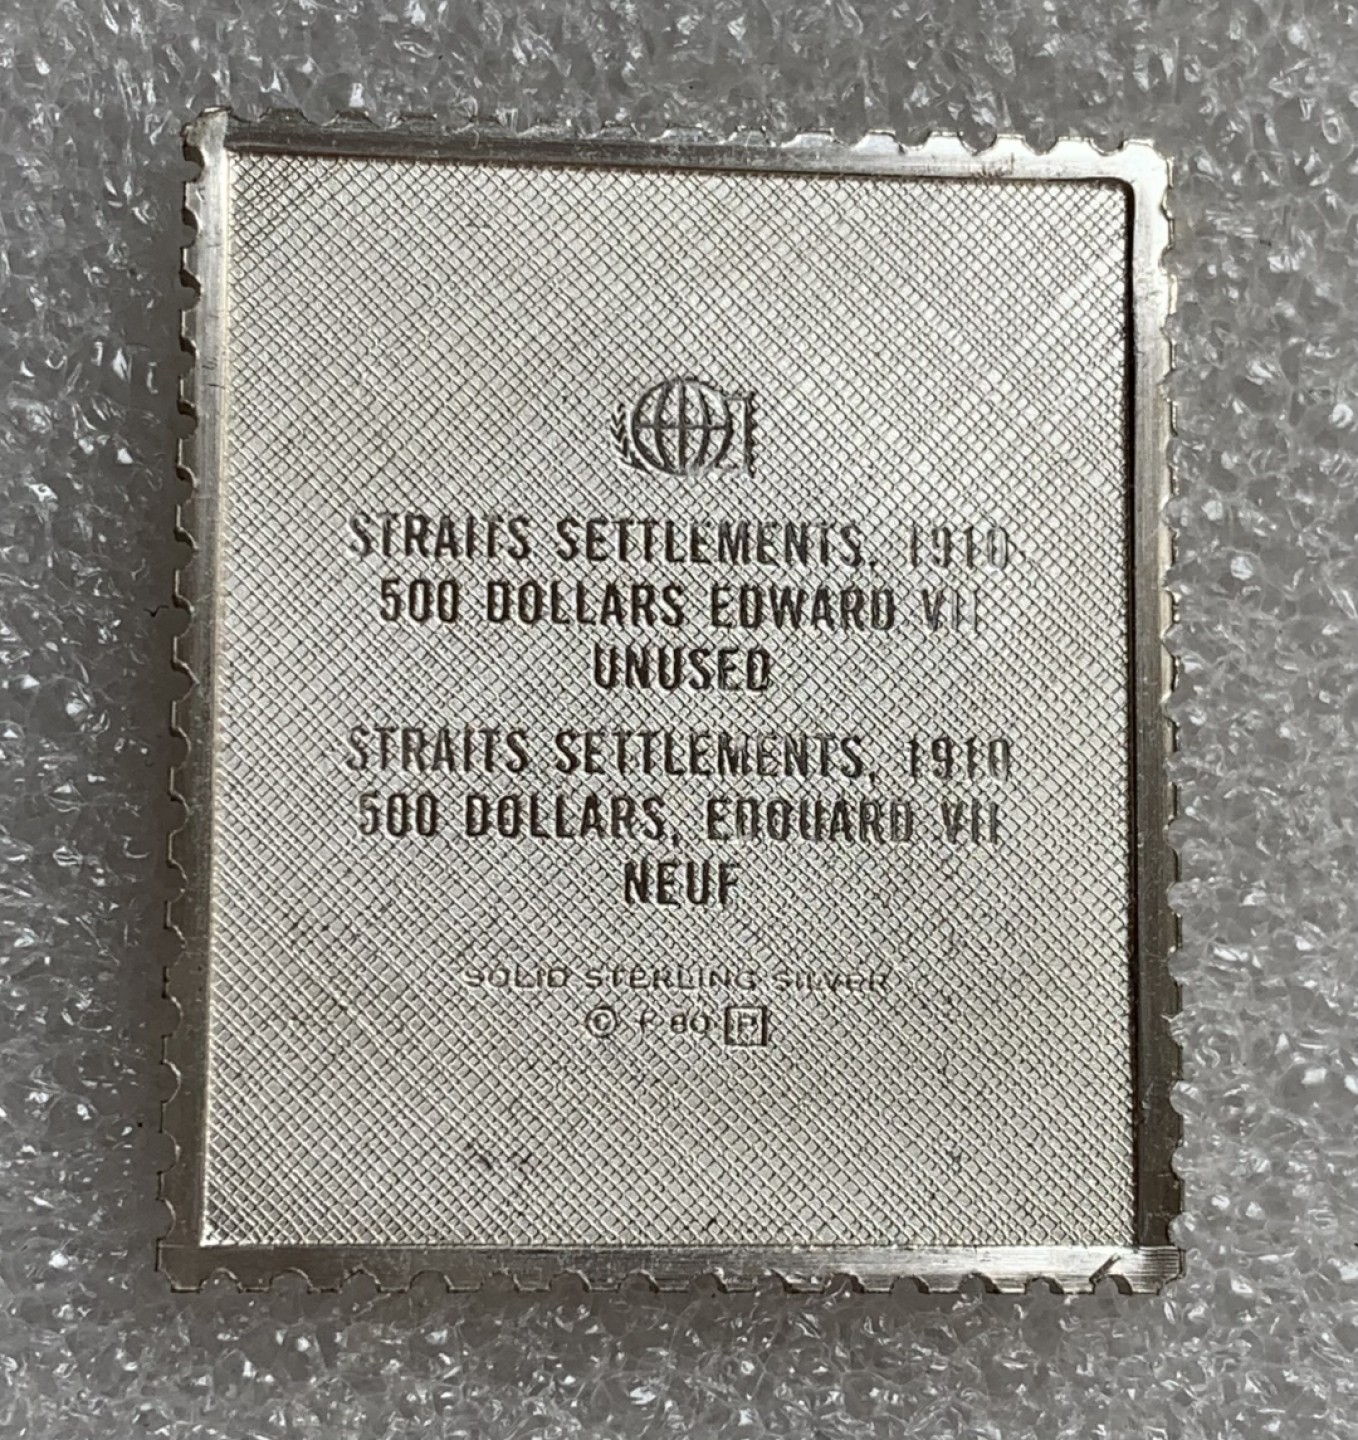 STRAITS SETTLEMENTS, 1910
500 DOLLARS EDWARD VII
UNUSED
STRAITS SETTLEMENTS, 1910
500 DOLLARS, EDOUARD VII
NEUF
SOLID STERLING SILVER
© F 80 P